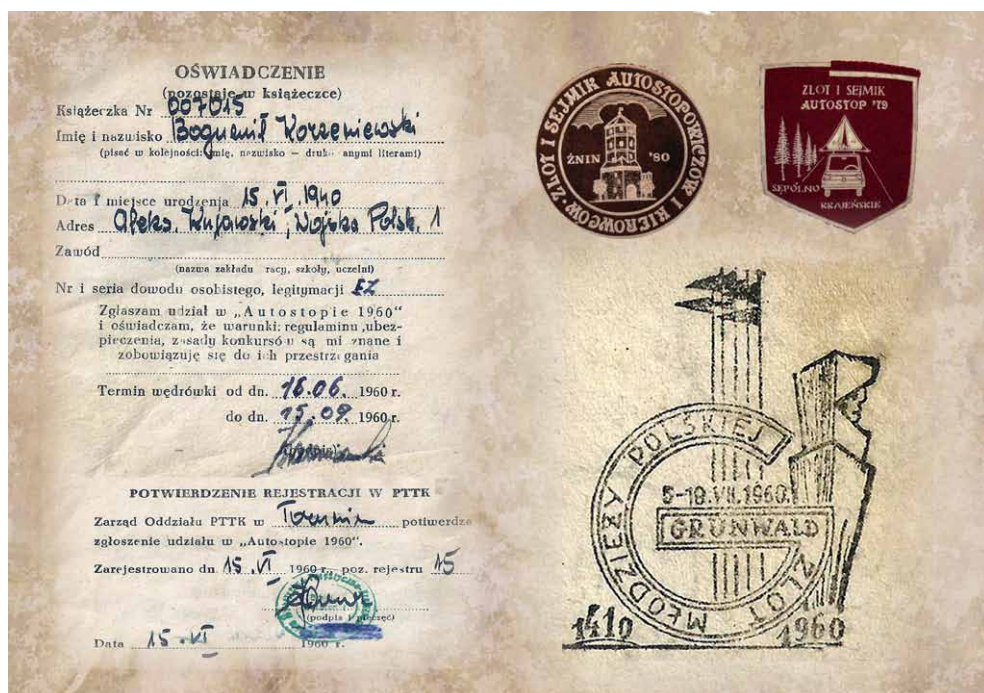 OŚWIADCZENIE
(pozostaje w książeczce)
Książeczka Nr 007015
Imię i nazwisko Bogumił Korzeniewski
(pisać w kolejności: imię, nazwisko – druko anymi literami)
Data i miejsce urodzenia 15.VI.1940
Adres Aleks. Kujawski, Wojska Polsk. 1
Zawód
(nazwa zakładu racy, szkoły, uczelni)
Nr i seria dowodu osobistego, legitymacji EZ
Zgłaszam udział w „Autostopie 1960"
i oświadczam, że warunki regulaminu, ubez-
pieczenia, zasady konkursów są mi znane i
zobowiązuję się do ich przestrzegania
Termin wędrówki od dn. 16.06. 1960 r.
do dn. 15.09. 1960 r.
(podpis)
POTWIERDZENIE REJESTRACJI W PTTK
Zarząd Oddziału PTTK w Toruniu potwierdza
zgłoszenie udziału w „Autostopie 1960".
Zarejestrowano dn 15.VI 1960 r. poz. rejestru 15
(podpis i pieczęć)
Data 15.VI 1960 r.
ZLOT I SEJMIK AUTOSTOPOWICZÓW I KIEROWCÓW
ŻNIN '80
ZLOT I SEJMIK
AUTOSTOP '79
SĘPÓLNO
KRAJEŃSKIE
ZLOT MŁODZIEŻY POLSKIEJ
5-18.VII.1960.
GRUNWALD
1410 1960